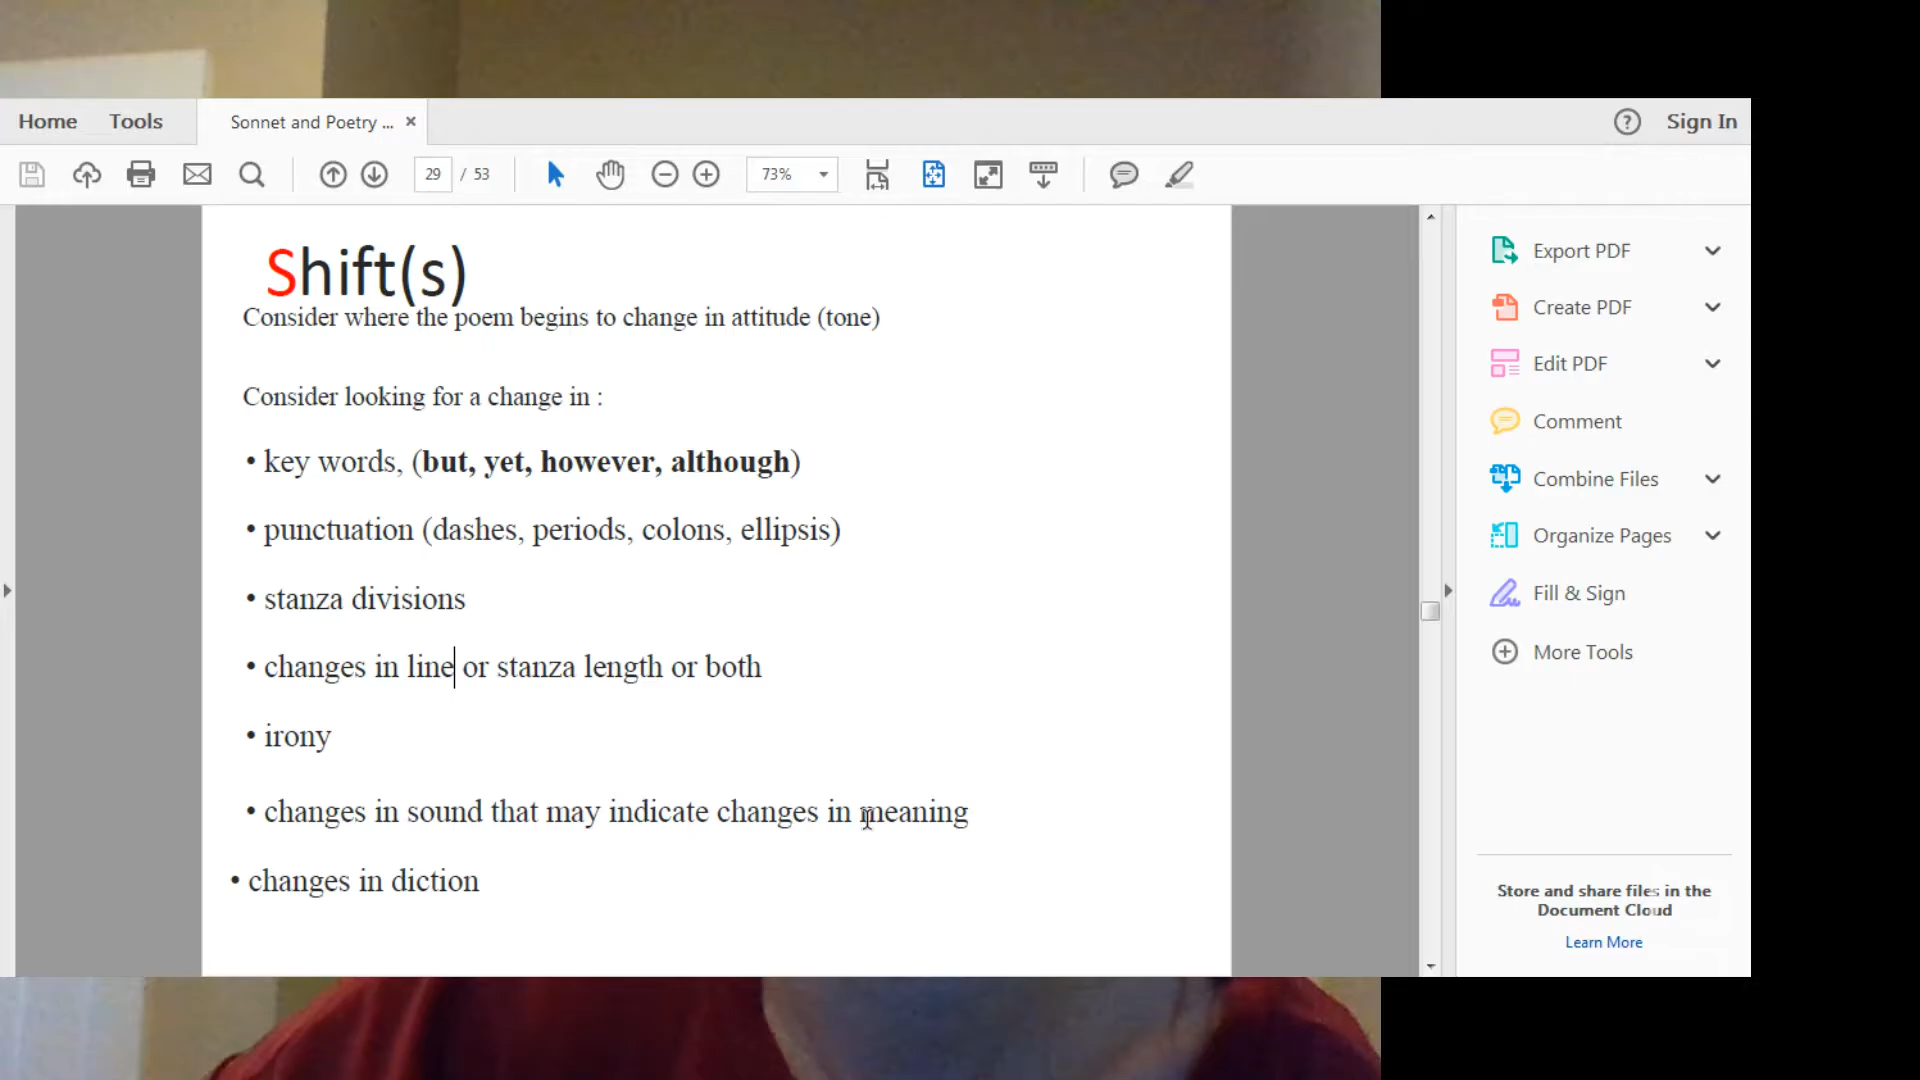 Home Tools Sonnet and Poetry ... × ? Sign In
29 / 53 73%
Shift(s)
Consider where the poem begins to change in attitude (tone)
Consider looking for a change in :
• key words, (but, yet, however, although)
• punctuation (dashes, periods, colons, ellipsis)
• stanza divisions
• changes in line or stanza length or both
• irony
• changes in sound that may indicate changes in meaning
• changes in diction
Export PDF
Create PDF
Edit PDF
Comment
Combine Files
Organize Pages
Fill & Sign
More Tools
Store and share files in the
Document Cloud
Learn More